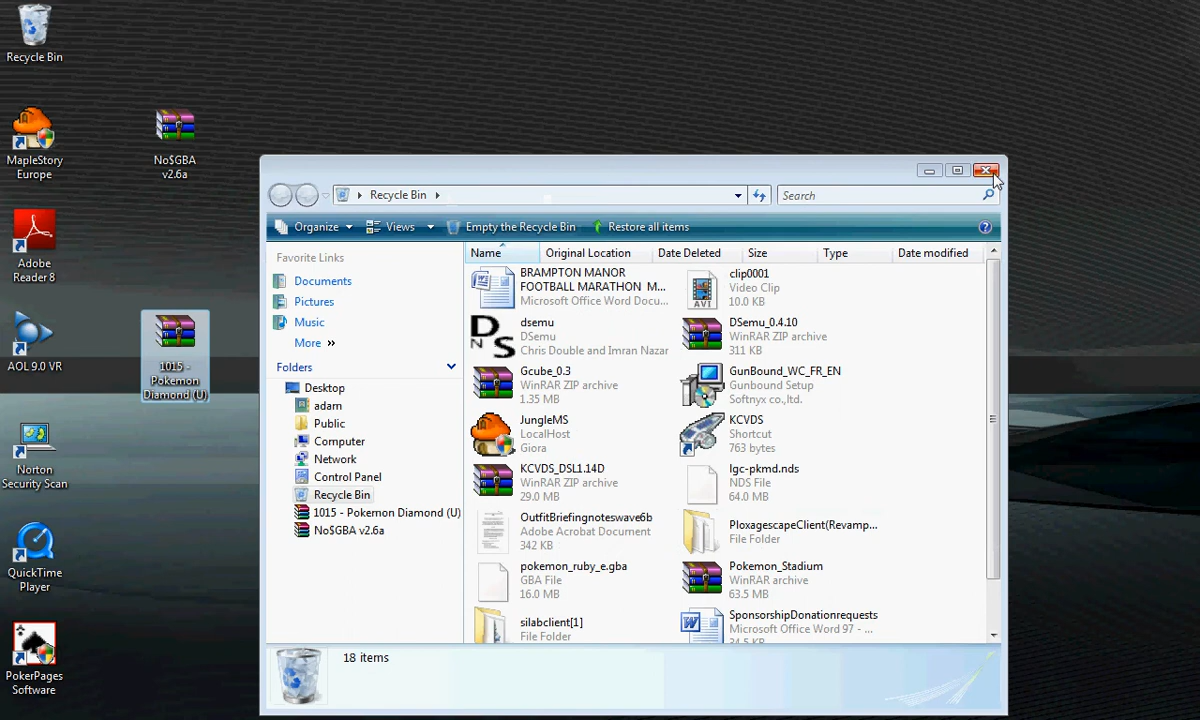 Recycle Bin
MapleStory
Europe
No$GBA
v2.6a
Adobe
Reader 8
AOL 9.0 VR
1015 -
Pokemon
Diamond (U)
Norton
Security Scan
QuickTime
Player
PokerPages
Software
Recycle Bin
Search
Organize
Views
Empty the Recycle Bin
Restore all items
?
Favorite Links
Documents
Pictures
Music
More »
Folders
Desktop
adam
Public
Computer
Network
Control Panel
Recycle Bin
1015 - Pokemon Diamond (U)
No$GBA v2.6a
Name Original Location Date Deleted Size Type Date modified
BRAMPTON MANOR
FOOTBALL MARATHON M...
Microsoft Office Word Docu...
clip0001
Video Clip
10.0 KB
AVI
DNS
dsemu
DSemu
Chris Double and Imran Nazar
DSemu_0.4.10
WinRAR ZIP archive
311 KB
Gcube_0.3
WinRAR ZIP archive
1.35 MB
GunBound_WC_FR_EN
Gunbound Setup
Softnyx co.,ltd.
JungleMS
LocalHost
Giora
KCVDS
Shortcut
763 bytes
KCVDS_DSL1.14D
WinRAR ZIP archive
29.0 MB
lgc-pkmd.nds
NDS File
64.0 MB
OutfitBriefingnoteswave6b
Adobe Acrobat Document
342 KB
PloxagescapeClient(Revamp...
File Folder
pokemon_ruby_e.gba
GBA File
16.0 MB
Pokemon_Stadium
WinRAR archive
63.5 MB
silabclient[1]
File Folder
SponsorshipDonationrequests
Microsoft Office Word 97 - ...
34.5 KB
18 items